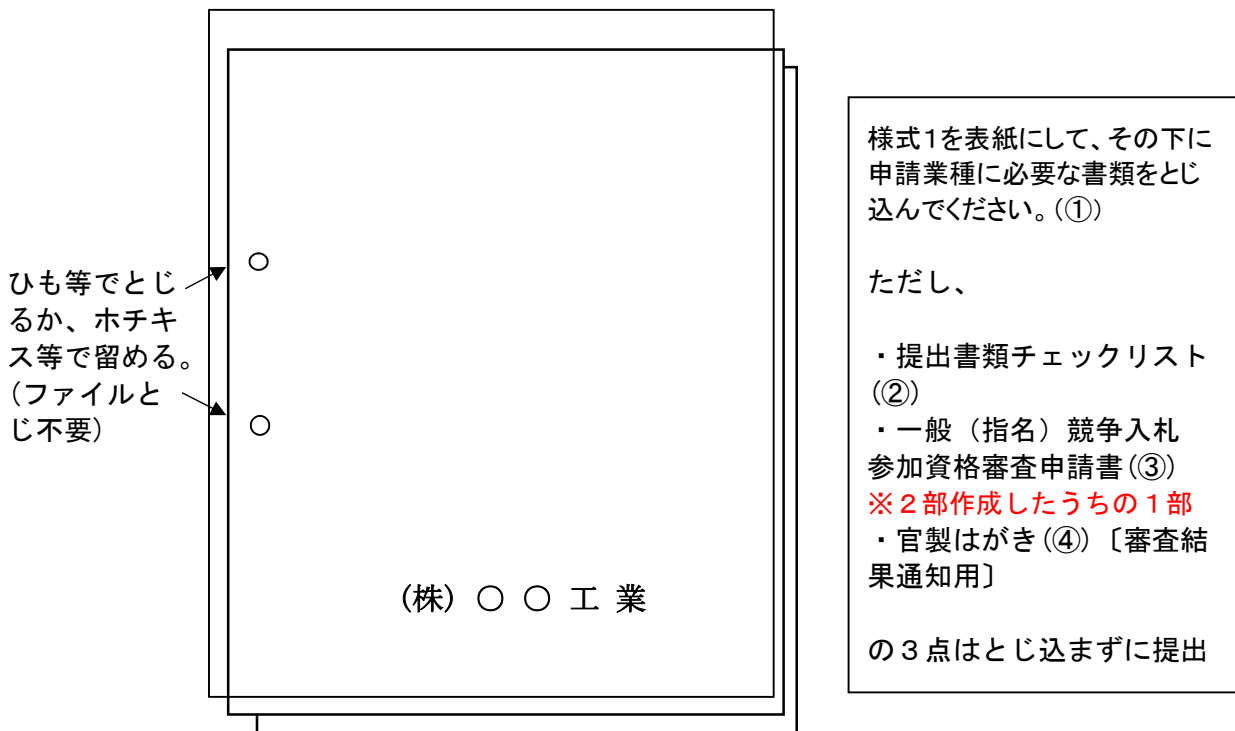 ひも等でとじ
るか、ホチキ
ス等で留める。
（ファイルと
じ不要）
(株) ○ ○ 工 業
様式1を表紙にして、その下に
申請業種に必要な書類をとじ
込んでください。（①）
ただし、
・提出書類チェックリスト
（②）
・一般（指名）競争入札
参加資格審査申請書（③）
※２部作成したうちの１部
・官製はがき（④）〔審査結
果通知用〕
の３点はとじ込まずに提出